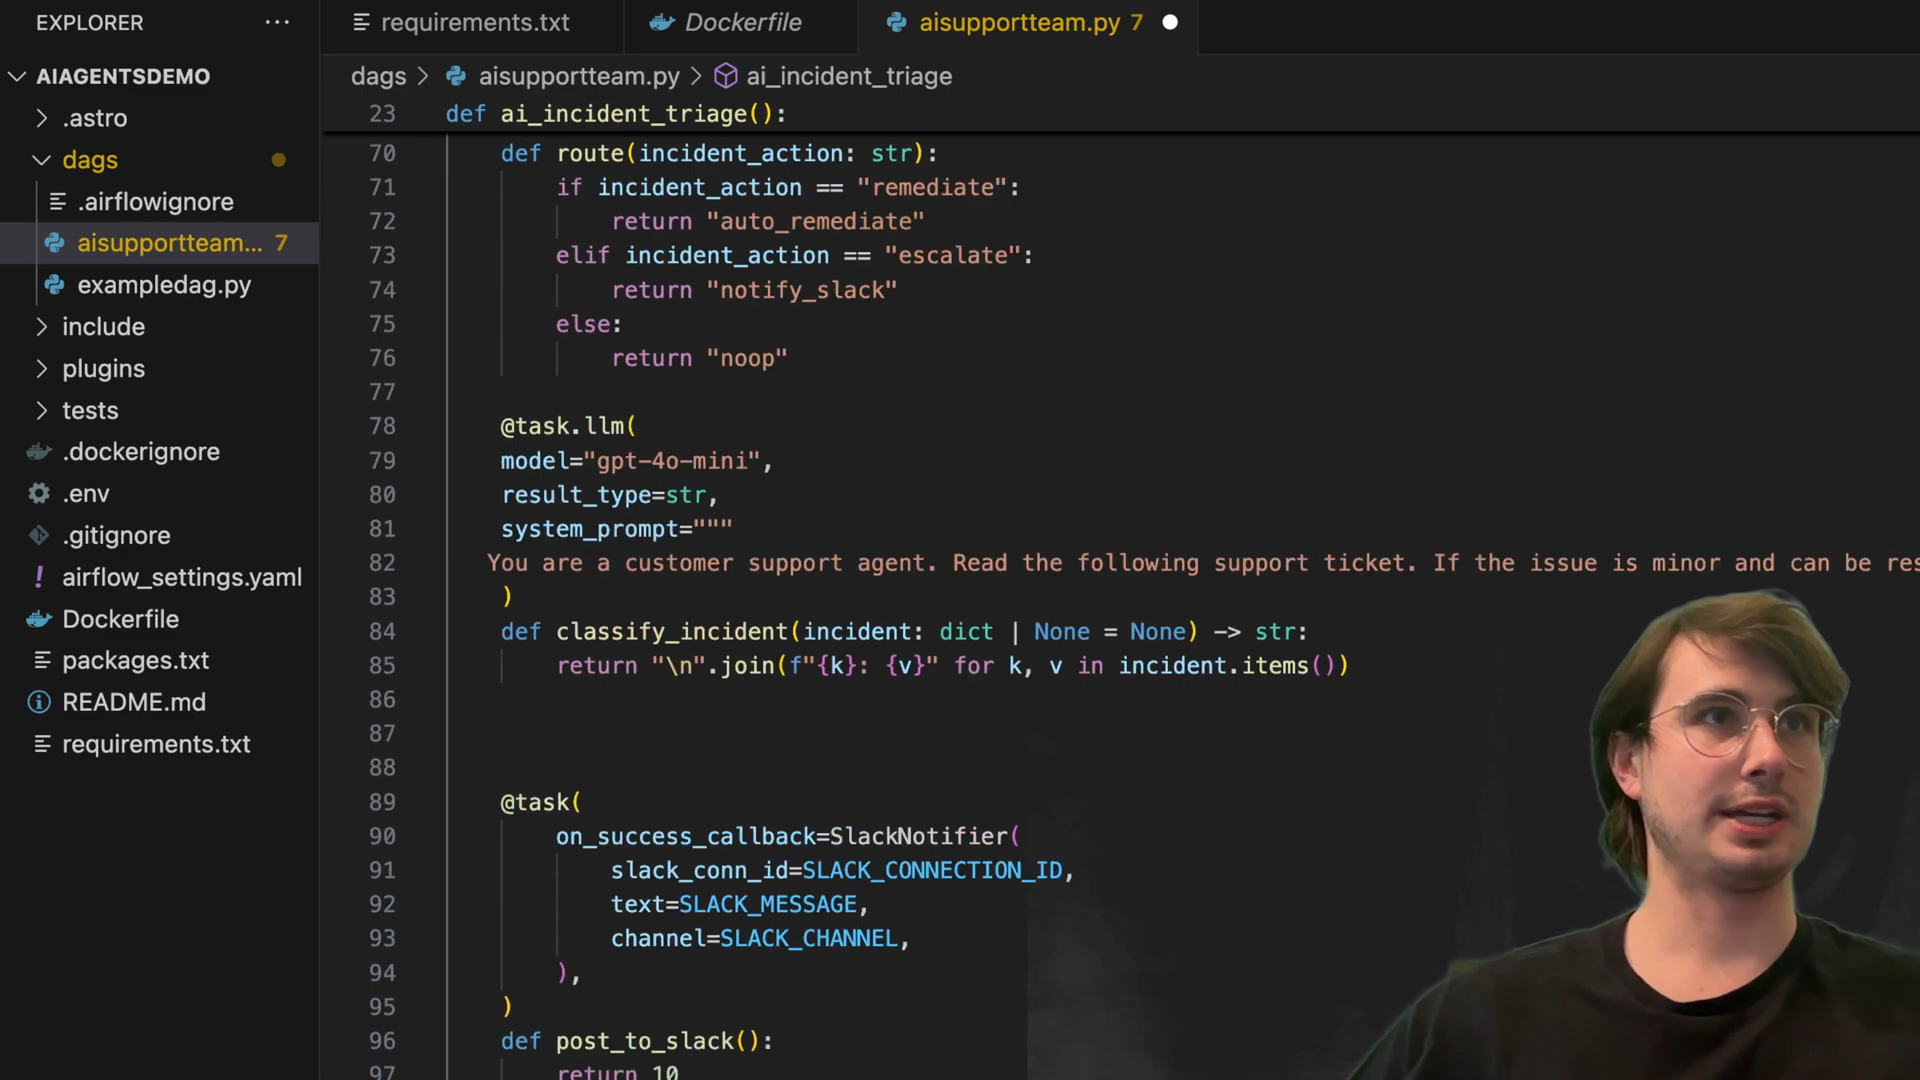 EXPLORER
AIAGENTSDEMO
.astro
dags
.airflowignore
aisupportteam... 7
exampledag.py
include
plugins
tests
.dockerignore
.env
.gitignore
airflow_settings.yaml
Dockerfile
packages.txt
README.md
requirements.txt
requirements.txt
Dockerfile
aisupportteam.py 7
dags > aisupportteam.py > ai_incident_triage
23 def ai_incident_triage():
70 def route(incident_action: str):
71 if incident_action == "remediate":
72 return "auto_remediate"
73 elif incident_action == "escalate":
74 return "notify_slack"
75 else:
76 return "noop"
77
78 @task.llm(
79 model="gpt-4o-mini",
80 result_type=str,
81 system_prompt="""
82 You are a customer support agent. Read the following support ticket. If the issue is minor and can be res
83 )
84 def classify_incident(incident: dict | None = None) -> str:
85 return "\n".join(f"{k}: {v}" for k, v in incident.items())
86
87
88
89 @task(
90 on_success_callback=SlackNotifier(
91 slack_conn_id=SLACK_CONNECTION_ID,
92 text=SLACK_MESSAGE,
93 channel=SLACK_CHANNEL,
94 ),
95 )
96 def post_to_slack():
97 return 10